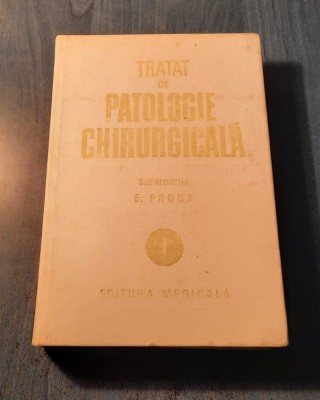 TRATAT
DE
PATOLOGIE
CHIRURGICALĂ
SUB REDACȚIA
E. PROCA
I
EDITURA MEDICALĂ